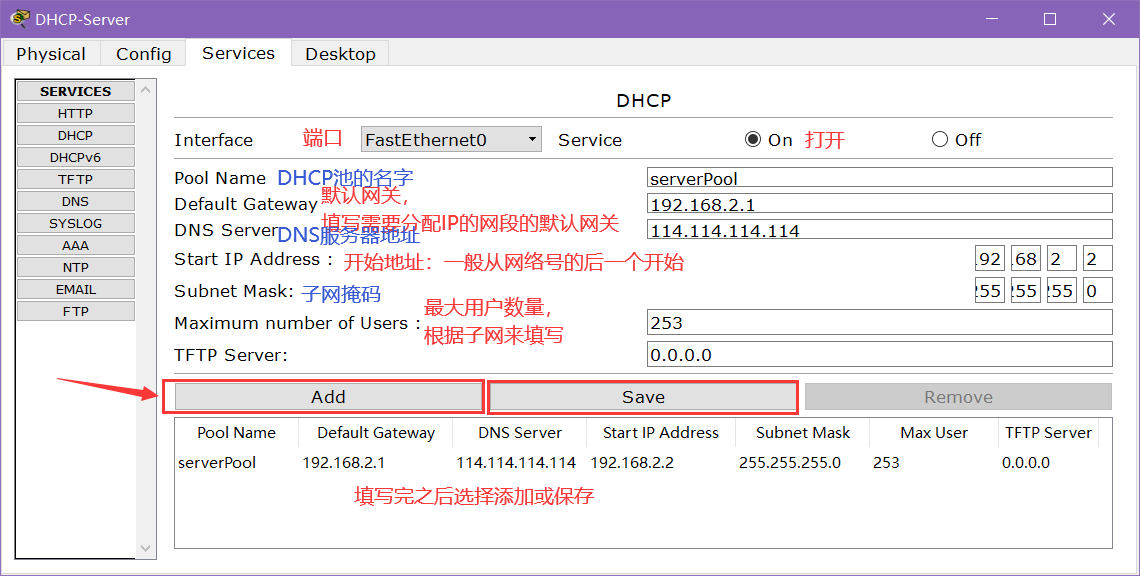 DHCP-Server
Physical Config Services Desktop
SERVICES
HTTP
DHCP
DHCPv6
TFTP
DNS
SYSLOG
AAA
NTP
EMAIL
FTP
DHCP
Interface 端口 FastEthernet0 Service On 打开 Off
Pool Name DHCP池的名字 serverPool
默认网关,
Default Gateway 192.168.2.1
填写需要分配IP的网段的默认网关
DNS Server 114.114.114.114
DNS服务器地址
Start IP Address : 开始地址: 一般从网络号的后一个开始 .92 .68 2 2
Subnet Mask: 子网掩码 255 255 255 0
最大用户数量,
Maximum number of Users : 253
根据子网来填写
TFTP Server: 0.0.0.0
Add Save Remove
Pool Name Default Gateway DNS Server Start IP Address Subnet Mask Max User TFTP Server
serverPool 192.168.2.1 114.114.114.114 192.168.2.2 255.255.255.0 253 0.0.0.0
填写完之后选择添加或保存